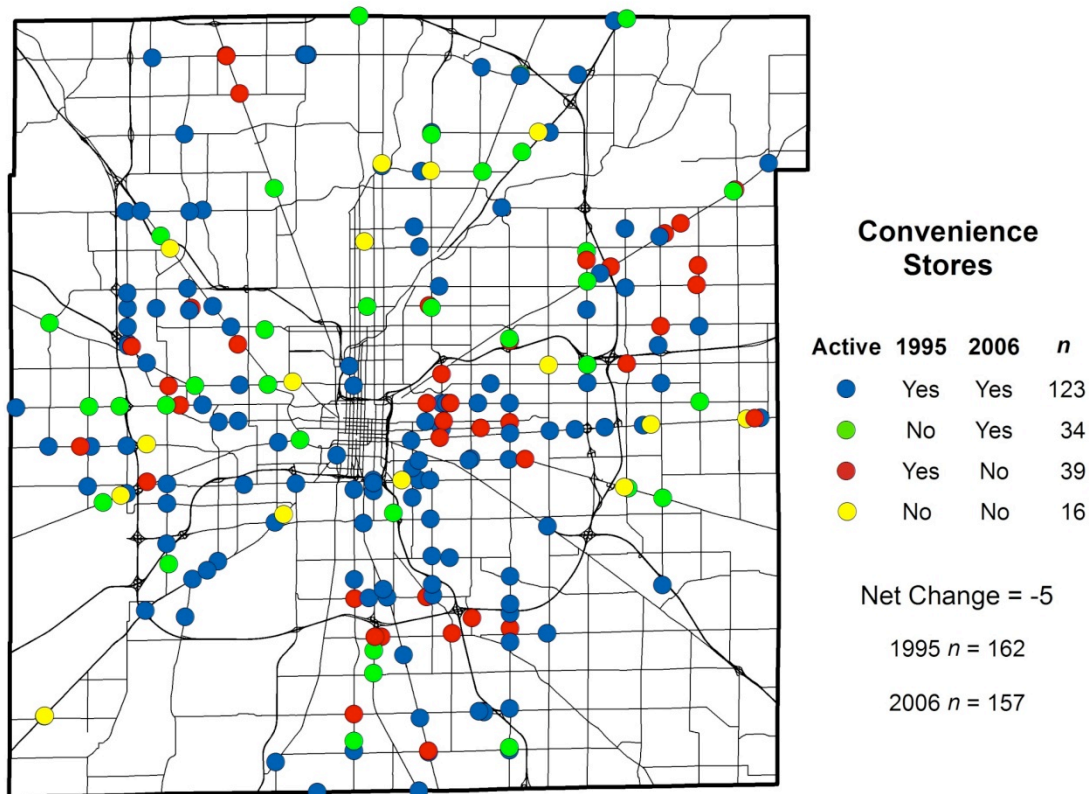 Convenience
Stores
Active 1995 2006 n
Yes Yes 123
No Yes 34
Yes No 39
No No 16
Net Change = -5
1995 n = 162
2006 n = 157